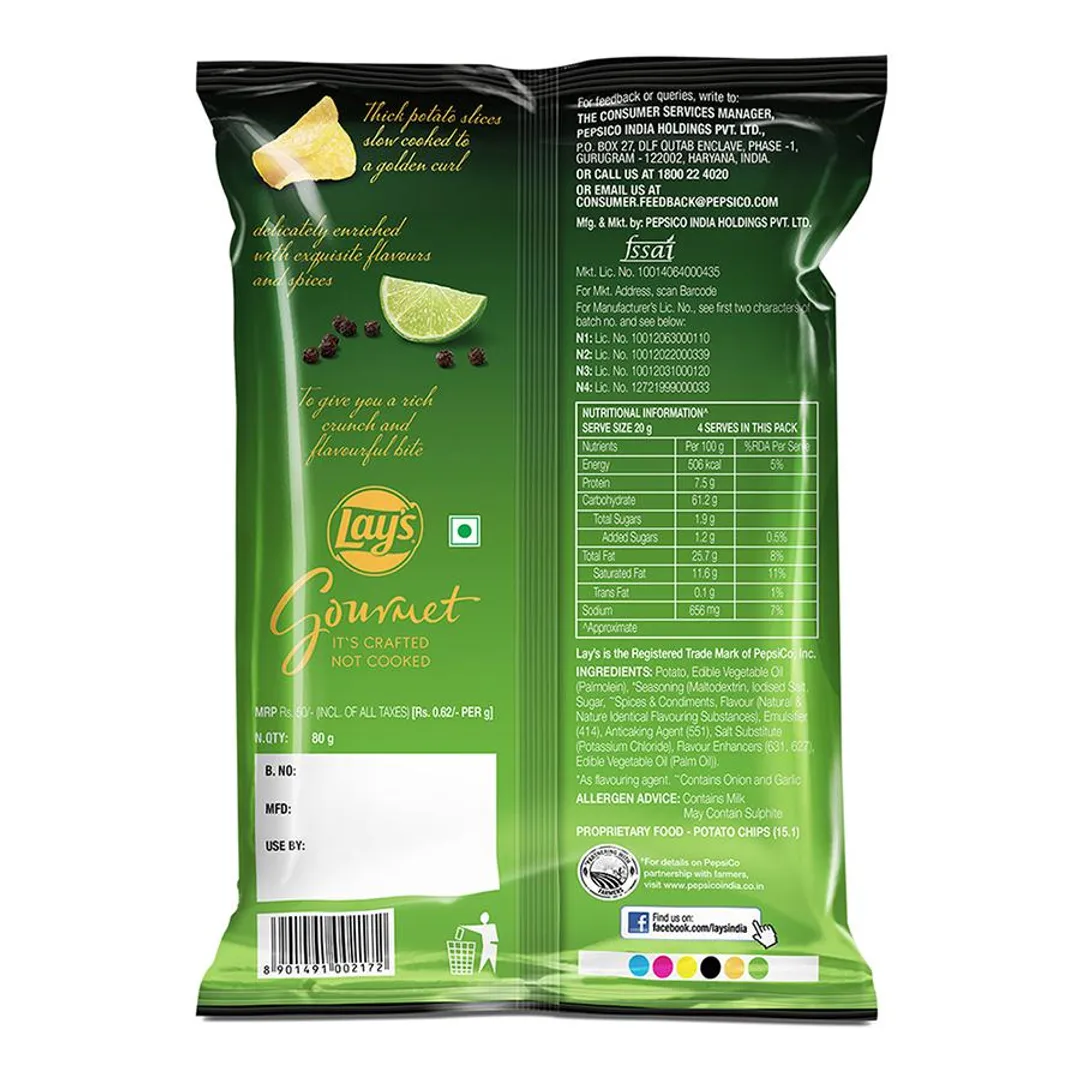 Thick potato slices
slow cooked to
a golden curl
delicately enriched
with exquisite flavours
and spices
To give you a rich
crunch and
flavourful bite
Lay's
Gourmet
IT'S CRAFTED
NOT COOKED
MRP Rs. 50/- (INCL. OF ALL TAXES) [Rs. 0.62/- PER g]
N.QTY: 80 g
B. NO:
MFD:
USE BY:
8 901491 002172
For feedback or queries, write to:
THE CONSUMER SERVICES MANAGER,
PEPSICO INDIA HOLDINGS PVT. LTD.,
P.O. BOX 27, DLF QUTAB ENCLAVE, PHASE -1,
GURUGRAM - 122002, HARYANA, INDIA.
OR CALL US AT 1800 22 4020
OR EMAIL US AT
CONSUMER.FEEDBACK@PEPSICO.COM
Mfg. & Mkt. by: PEPSICO INDIA HOLDINGS PVT. LTD.
fssai
Mkt. Lic. No. 10014064000435
For Mkt. Address, scan Barcode
For Manufacturer's Lic. No., see first two characters of
batch no. and see below:
N1: Lic. No. 10012063000110
N2: Lic. No. 10012022000339
N3: Lic. No. 10012031000120
N4: Lic. No. 12721999000033
NUTRITIONAL INFORMATION^
SERVE SIZE 20 g 4 SERVES IN THIS PACK
Nutrients Per 100 g %RDA Per Serve
Energy 506 kcal 5%
Protein 7.5 g
Carbohydrate 61.2 g
Total Sugars 1.9 g
Added Sugars 1.2 g 0.5%
Total Fat 25.7 g 8%
Saturated Fat 11.6 g 11%
Trans Fat 0.1 g 1%
Sodium 656 mg 7%
^Approximate
Lay's is the Registered Trade Mark of PepsiCo, Inc.
INGREDIENTS: Potato, Edible Vegetable Oil
(Palmolein), *Seasoning (Maltodextrin, Iodised Salt,
Sugar, ~Spices & Condiments, Flavour (Natural &
Nature Identical Flavouring Substances), Emulsifier
(414), Anticaking Agent (551), Salt Substitute
(Potassium Chloride), Flavour Enhancers (631, 627),
Edible Vegetable Oil (Palm Oil)).
*As flavouring agent. ~Contains Onion and Garlic
ALLERGEN ADVICE: Contains Milk
May Contain Sulphite
PROPRIETARY FOOD - POTATO CHIPS (15.1)
PARTNERING WITH
FARMERS
*For details on PepsiCo
partnership with farmers,
visit www.pepsicoindia.co.in
Find us on:
facebook.com/laysindia